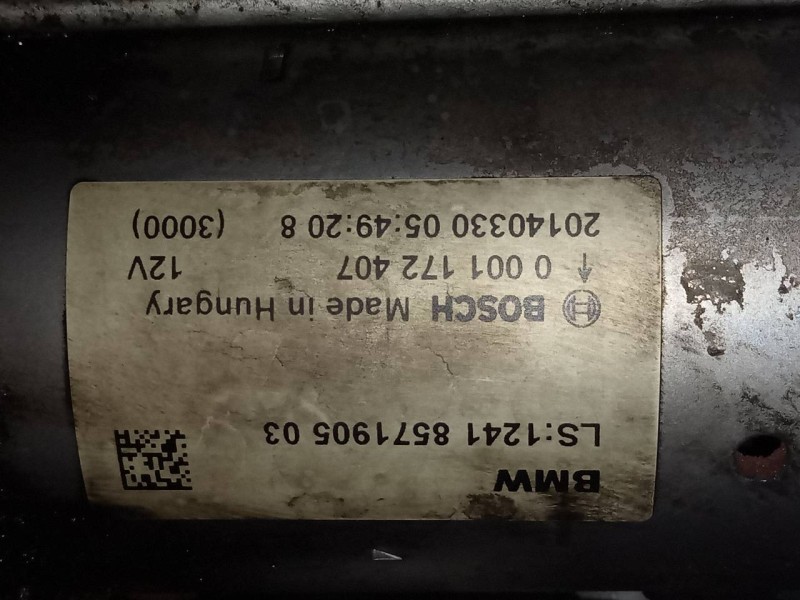 BMW
LS:1241 8571905 03
BOSCH Made in Hungary
↑ 0 001 172 407 12V
20140330 05:49:20 8 (3000)